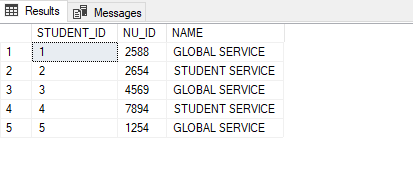 Results Messages
STUDENT_ID NU_ID NAME
1 1 2588 GLOBAL SERVICE
2 2 2654 STUDENT SERVICE
3 3 4569 GLOBAL SERVICE
4 4 7894 STUDENT SERVICE
5 5 1254 GLOBAL SERVICE